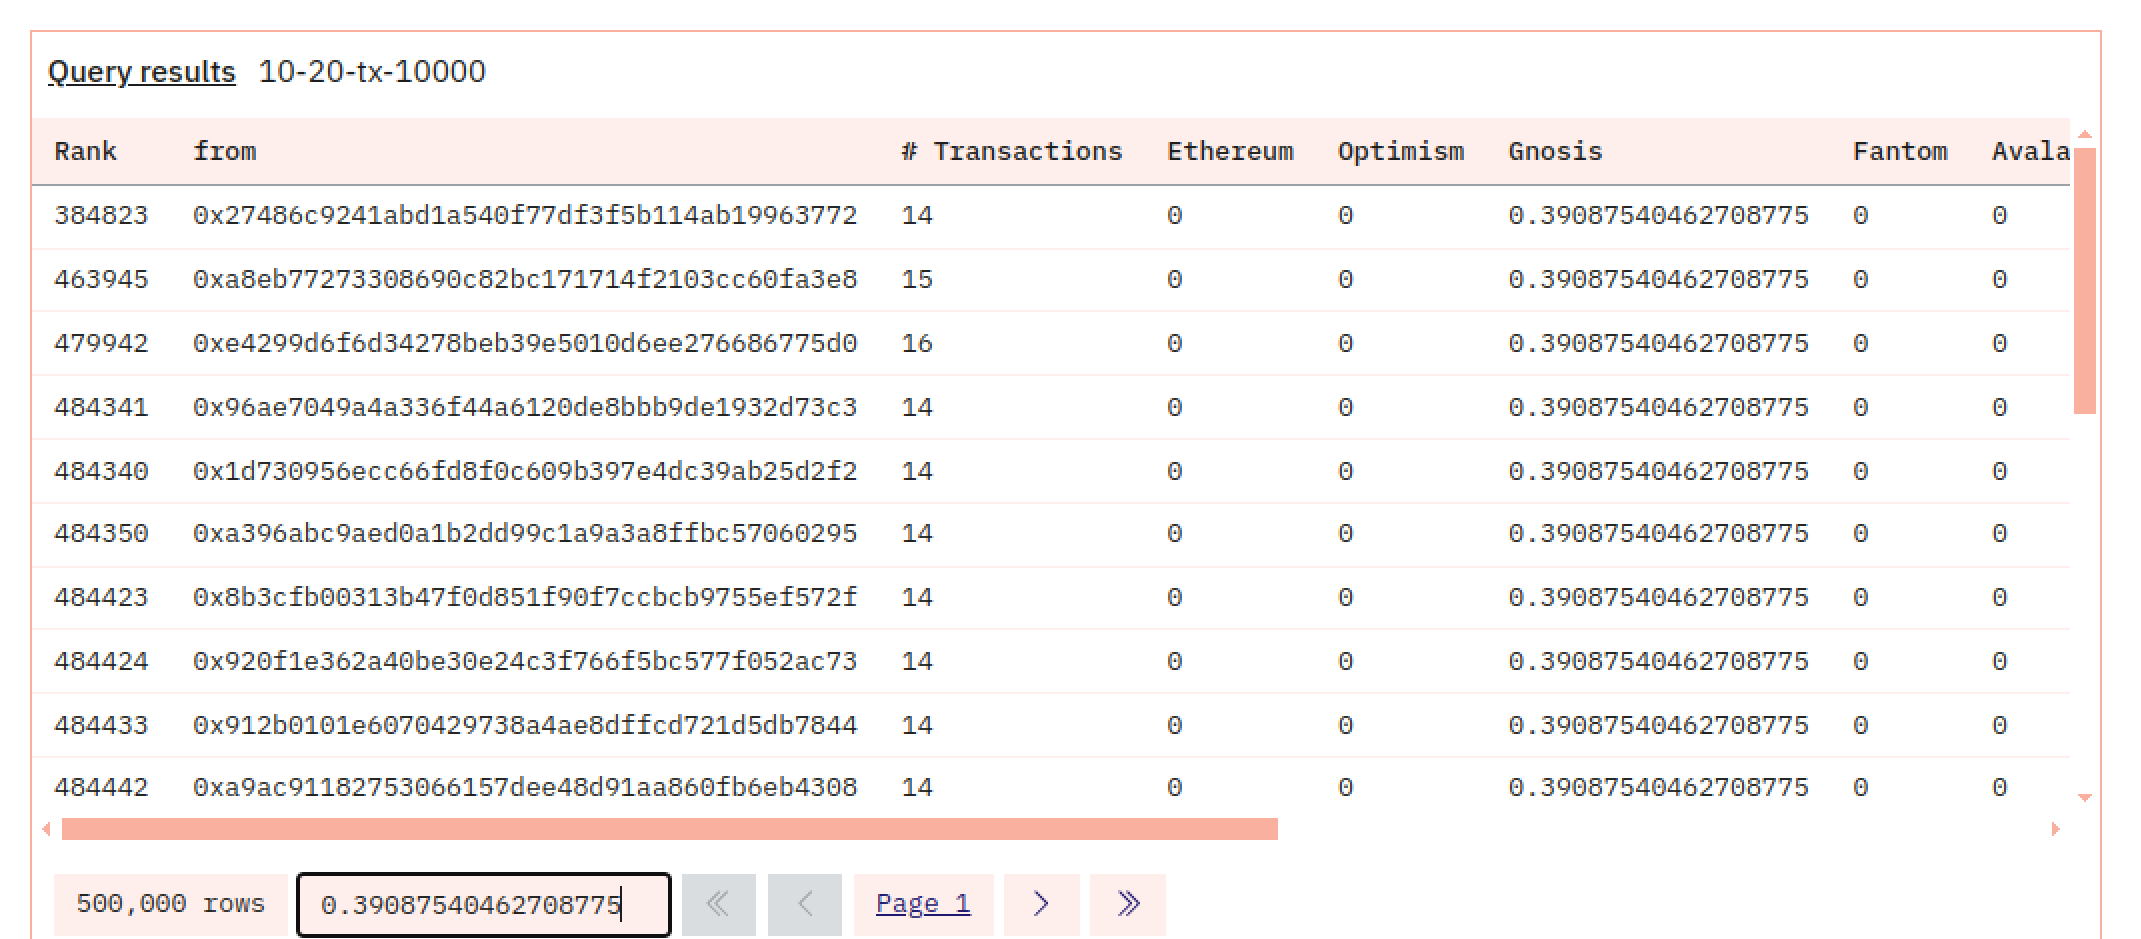 Query results 10-20-tx-10000
Rank from # Transactions Ethereum Optimism Gnosis Fantom Avala
384823 0x27486c9241abd1a540f77df3f5b114ab19963772 14 0 0 0.39087540462708775 0 0
463945 0xa8eb77273308690c82bc171714f2103cc60fa3e8 15 0 0 0.39087540462708775 0 0
479942 0xe4299d6f6d34278beb39e5010d6ee276686775d0 16 0 0 0.39087540462708775 0 0
484341 0x96ae7049a4a336f44a6120de8bbb9de1932d73c3 14 0 0 0.39087540462708775 0 0
484340 0x1d730956ecc66fd8f0c609b397e4dc39ab25d2f2 14 0 0 0.39087540462708775 0 0
484350 0xa396abc9aed0a1b2dd99c1a9a3a8ffbc57060295 14 0 0 0.39087540462708775 0 0
484423 0x8b3cfb00313b47f0d851f90f7ccbcb9755ef572f 14 0 0 0.39087540462708775 0 0
484424 0x920f1e362a40be30e24c3f766f5bc577f052ac73 14 0 0 0.39087540462708775 0 0
484433 0x912b0101e6070429738a4ae8dffcd721d5db7844 14 0 0 0.39087540462708775 0 0
484442 0xa9ac91182753066157dee48d91aa860fb6eb4308 14 0 0 0.39087540462708775 0 0
500,000 rows 0.39087540462708775 Page 1